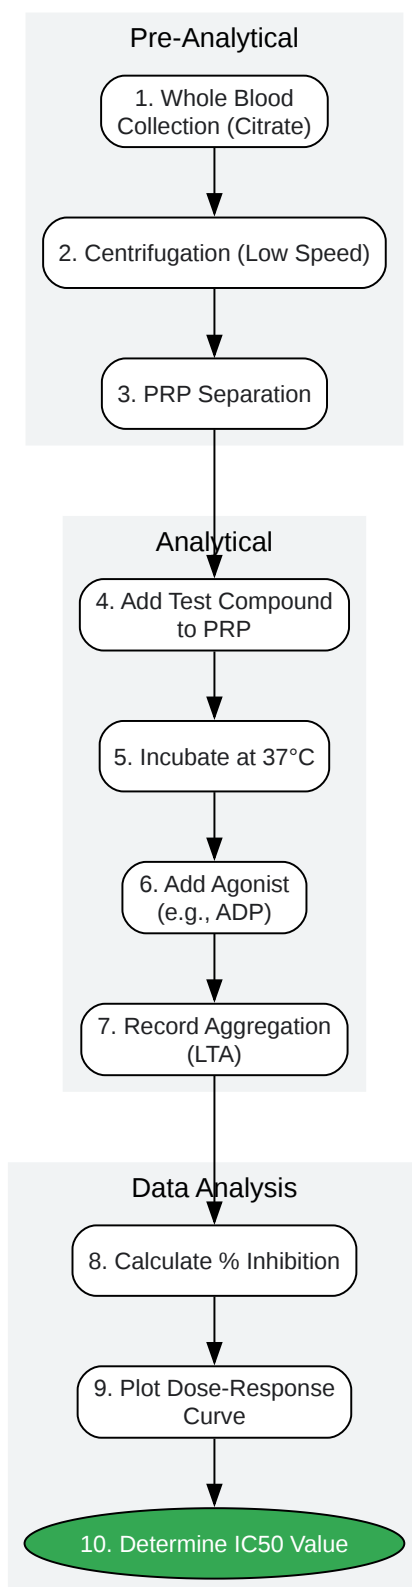 Pre-Analytical
1. Whole Blood
Collection (Citrate)
2. Centrifugation (Low Speed)
3. PRP Separation
Analytical
4. Add Test Compound
to PRP
5. Incubate at 37°C
6. Add Agonist
(e.g., ADP)
7. Record Aggregation
(LTA)
Data Analysis
8. Calculate % Inhibition
9. Plot Dose-Response
Curve
10. Determine IC50 Value